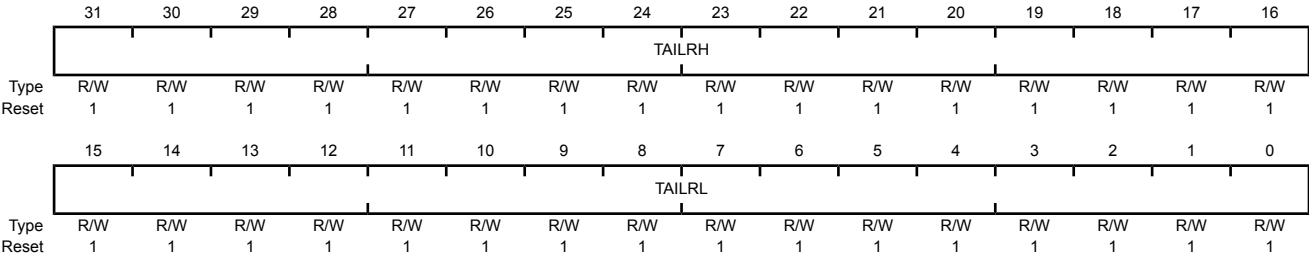 31 30 29 28 27 26 25 24 23 22 21 20 19 18 17 16
TAILRH
Type R/W R/W R/W R/W R/W R/W R/W R/W R/W R/W R/W R/W R/W R/W R/W R/W
Reset 1 1 1 1 1 1 1 1 1 1 1 1 1 1 1 1
15 14 13 12 11 10 9 8 7 6 5 4 3 2 1 0
TAILRL
Type R/W R/W R/W R/W R/W R/W R/W R/W R/W R/W R/W R/W R/W R/W R/W R/W
Reset 1 1 1 1 1 1 1 1 1 1 1 1 1 1 1 1